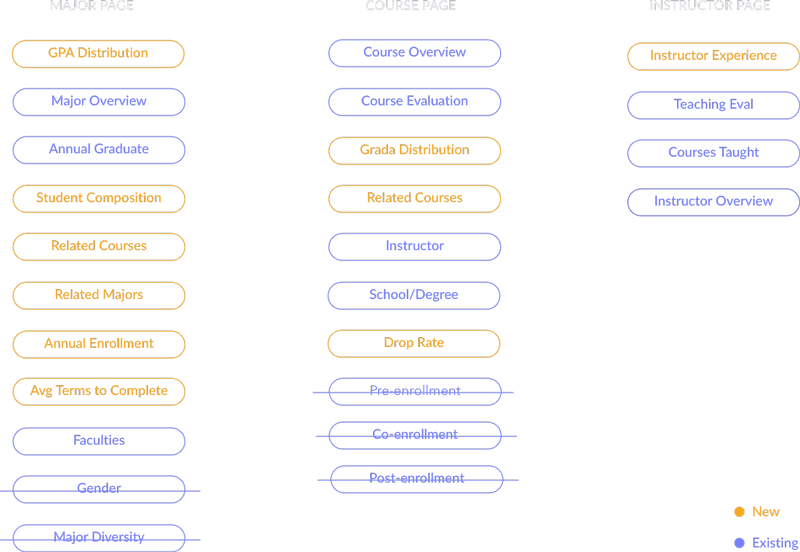 MAJOR PAGE
GPA Distribution
Major Overview
Annual Graduate
Student Composition
Related Courses
Related Majors
Annual Enrollment
Avg Terms to Complete
Faculties
Gender
Major Diversity
COURSE PAGE
Course Overview
Course Evaluation
Grada Distribution
Related Courses
Instructor
School/Degree
Drop Rate
Pre-enrollment
Co-enrollment
Post-enrollment
INSTRUCTOR PAGE
Instructor Experience
Teaching Eval
Courses Taught
Instructor Overview
New
Existing